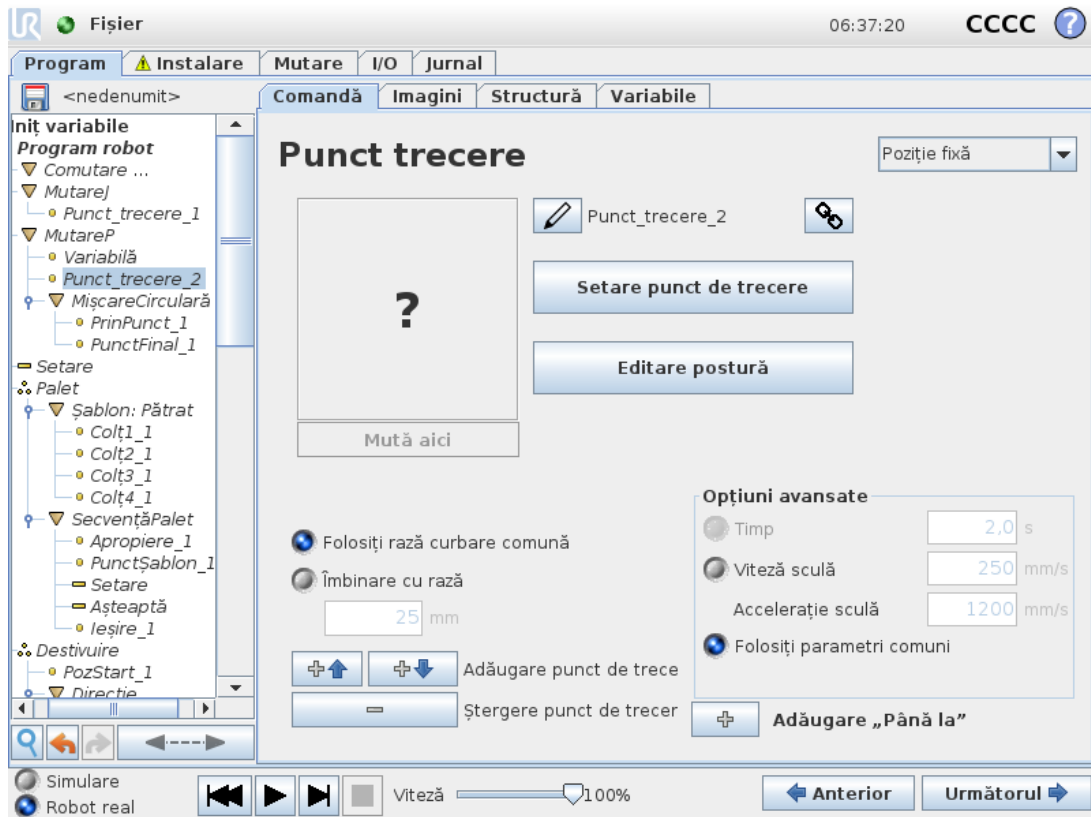 UR Fișier 06:37:20 CCCC ?
Program Instalare Mutare I/O Jurnal
<nedenumit> Comandă Imagini Structură Variabile
Iniț variabile
Program robot
Comutare ...
MutareJ
Punct_trecere_1
MutareP
Variabilă
Punct_trecere_2
MișcareCirculară
PrinPunct_1
PunctFinal_1
Setare
Palet
Șablon: Pătrat
Colț1_1
Colț2_1
Colț3_1
Colț4_1
SecvențăPalet
Apropiere_1
PunctȘablon_1
Setare
Așteaptă
Ieșire_1
Destivuire
PozStart_1
Direcție
Punct trecere
Poziție fixă
Punct_trecere_2
?
Setare punct de trecere
Editare postură
Mută aici
Folosiți rază curbare comună
Îmbinare cu rază
25 mm
Adăugare punct de trece
Ștergere punct de trecer
Opțiuni avansate
Timp 2,0 s
Viteză sculă 250 mm/s
Accelerație sculă 1200 mm/s
Folosiți parametri comuni
Adăugare „Până la”
Simulare
Robot real
Viteză 100%
Anterior Următorul